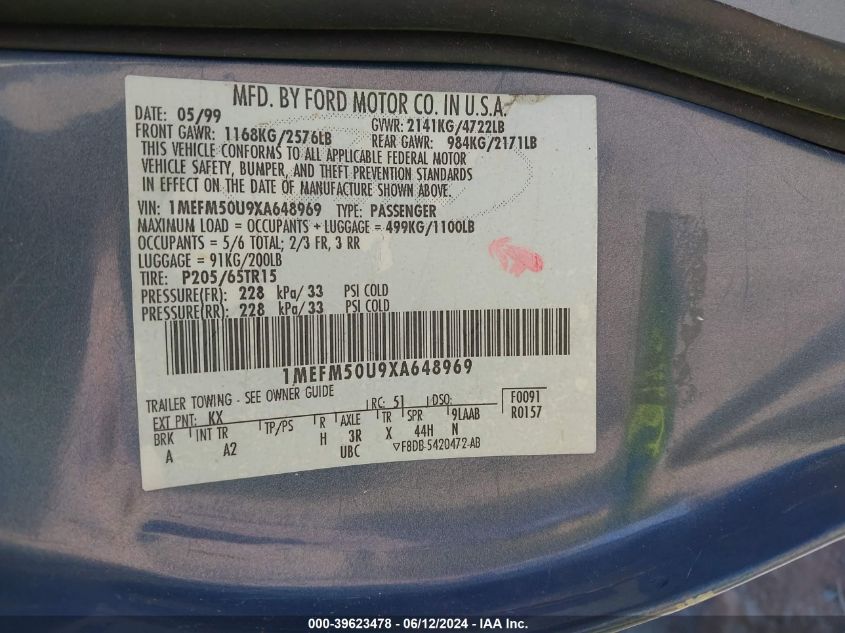 MFD. BY FORD MOTOR CO. IN U.S.A.
DATE: 05/99 GVWR: 2141KG/4722LB
FRONT GAWR: 1168KG/2576LB REAR GAWR: 984KG/2171LB
THIS VEHICLE CONFORMS TO ALL APPLICABLE FEDERAL MOTOR
VEHICLE SAFETY, BUMPER, AND THEFT PREVENTION STANDARDS
IN EFFECT ON THE DATE OF MANUFACTURE SHOWN ABOVE.
VIN: 1MEFM50U9XA648969 TYPE: PASSENGER
MAXIMUM LOAD = OCCUPANTS + LUGGAGE = 499KG/1100LB
OCCUPANTS = 5/6 TOTAL; 2/3 FR, 3 RR
LUGGAGE = 91KG/200LB
TIRE: P205/65TR15
PRESSURE(FR): 228 kPa/33 PSI COLD
PRESSURE(RR): 228 kPa/33 PSI COLD
1MEFM50U9XA648969
TRAILER TOWING - SEE OWNER GUIDE
EXT PNT: KX RC: 51 DSO: F0091 R0157
BRK INT TR TP/PS R AXLE TR SPR 9LAAB
A A2 H 3R X 44H N
UBC ▽F8DB-5420472-AB
000-39623478 - 06/12/2024 - IAA Inc.